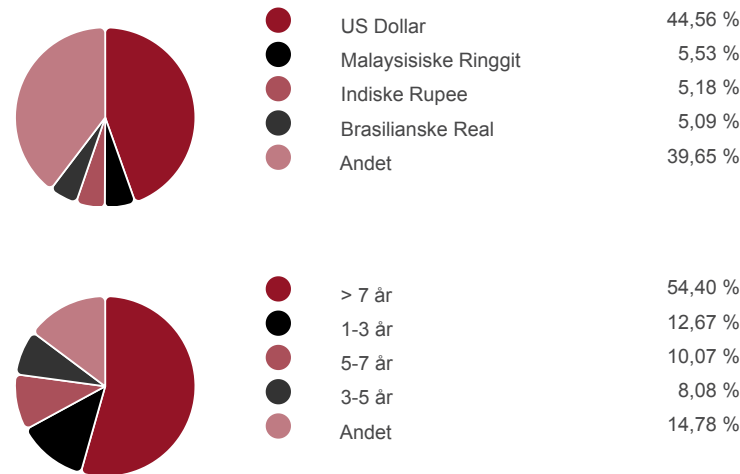 US Dollar 44,56 %
Malaysisiske Ringgit 5,53 %
Indiske Rupee 5,18 %
Brasilianske Real 5,09 %
Andet 39,65 %
> 7 år 54,40 %
1-3 år 12,67 %
5-7 år 10,07 %
3-5 år 8,08 %
Andet 14,78 %